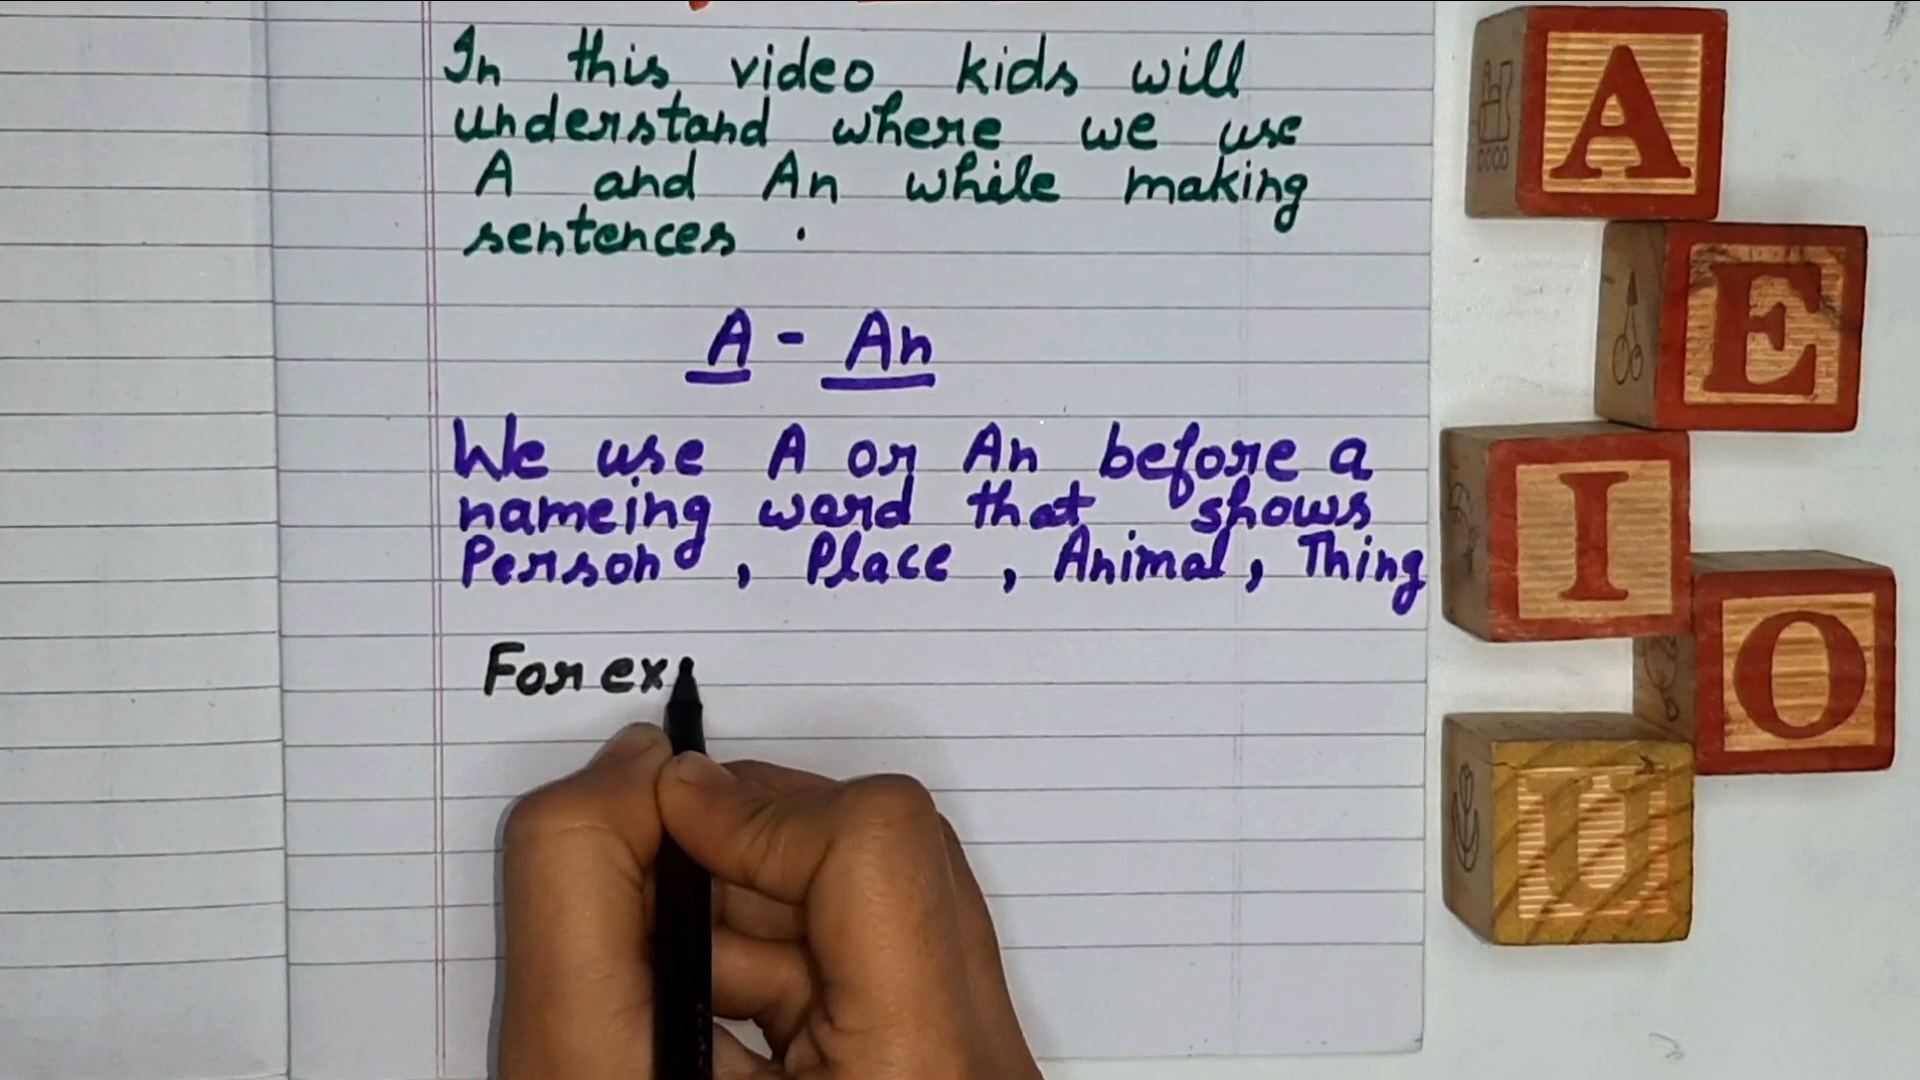 In this video kids will
understand where we use
A and An while making
sentences .
A - An
We use A or An before a
nameing word that shows
Person , Place , Animal , Thing
For ex
A
E
I
O
U